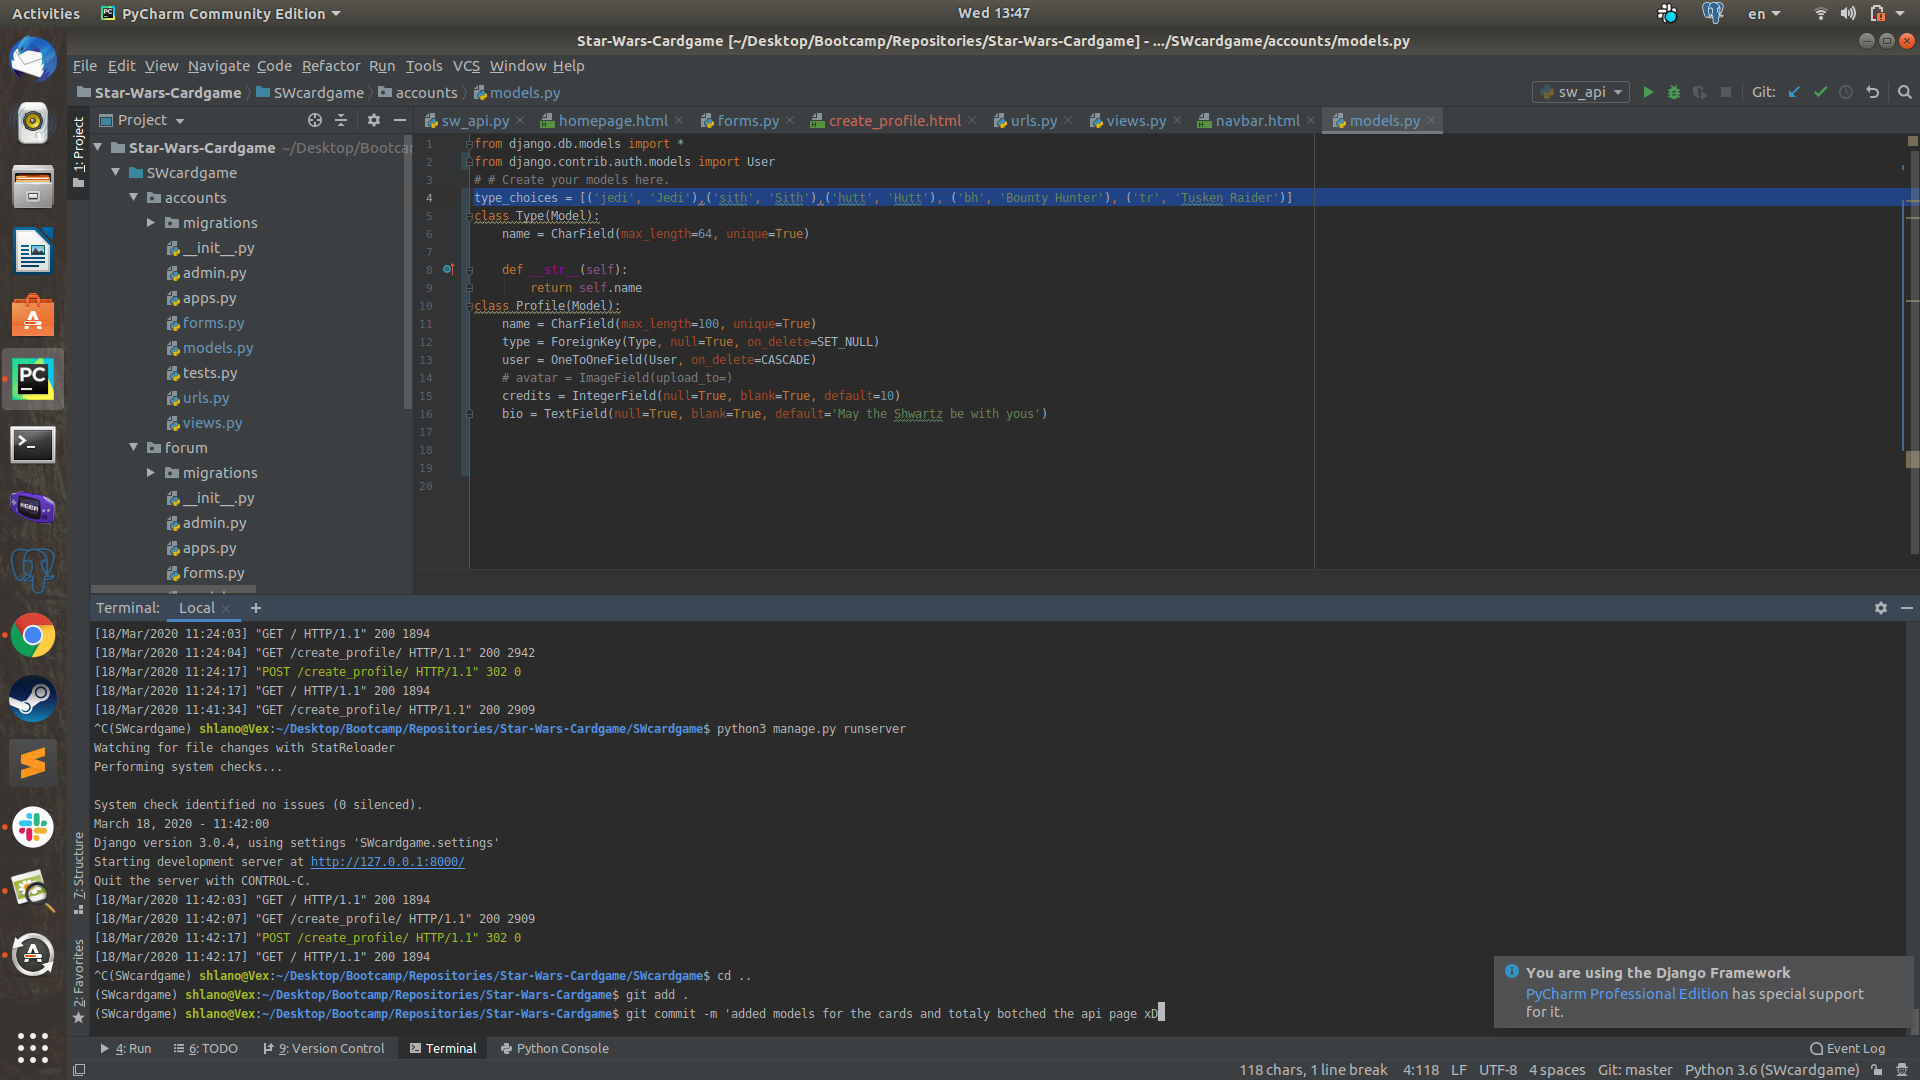 Activities
PyCharm Community Edition
Wed 13:47
en
Star-Wars-Cardgame [~/Desktop/Bootcamp/Repositories/Star-Wars-Cardgame] - .../SWcardgame/accounts/models.py
File Edit View Navigate Code Refactor Run Tools VCS Window Help
Star-Wars-Cardgame SWcardgame accounts models.py
sw_api
Git:
1: Project
Project
sw_api.py homepage.html forms.py create_profile.html urls.py views.py navbar.html models.py
Star-Wars-Cardgame ~/Desktop/Bootcar
SWcardgame
accounts
migrations
__init__.py
admin.py
apps.py
forms.py
models.py
tests.py
urls.py
views.py
forum
migrations
__init__.py
admin.py
apps.py
forms.py
1 from django.db.models import *
2 from django.contrib.auth.models import User
3 # # Create your models here.
4 type_choices = [('jedi', 'Jedi'),('sith', 'Sith'),('hutt', 'Hutt'), ('bh', 'Bounty Hunter'), ('tr', 'Tusken Raider')]
5 class Type(Model):
6 name = CharField(max_length=64, unique=True)
7
8 def __str__(self):
9 return self.name
10 class Profile(Model):
11 name = CharField(max_length=100, unique=True)
12 type = ForeignKey(Type, null=True, on_delete=SET_NULL)
13 user = OneToOneField(User, on_delete=CASCADE)
14 # avatar = ImageField(upload_to=)
15 credits = IntegerField(null=True, blank=True, default=10)
16 bio = TextField(null=True, blank=True, default='May the Shwartz be with yous')
17
18
19
20
Terminal: Local +
[18/Mar/2020 11:24:03] "GET / HTTP/1.1" 200 1894
[18/Mar/2020 11:24:04] "GET /create_profile/ HTTP/1.1" 200 2942
[18/Mar/2020 11:24:17] "POST /create_profile/ HTTP/1.1" 302 0
[18/Mar/2020 11:24:17] "GET / HTTP/1.1" 200 1894
[18/Mar/2020 11:41:34] "GET /create_profile/ HTTP/1.1" 200 2909
^C(SWcardgame) shlano@Vex:~/Desktop/Bootcamp/Repositories/Star-Wars-Cardgame/SWcardgame$ python3 manage.py runserver
Watching for file changes with StatReloader
Performing system checks...
System check identified no issues (0 silenced).
March 18, 2020 - 11:42:00
Django version 3.0.4, using settings 'SWcardgame.settings'
Starting development server at http://127.0.0.1:8000/
Quit the server with CONTROL-C.
[18/Mar/2020 11:42:03] "GET / HTTP/1.1" 200 1894
[18/Mar/2020 11:42:07] "GET /create_profile/ HTTP/1.1" 200 2909
[18/Mar/2020 11:42:17] "POST /create_profile/ HTTP/1.1" 302 0
[18/Mar/2020 11:42:17] "GET / HTTP/1.1" 200 1894
^C(SWcardgame) shlano@Vex:~/Desktop/Bootcamp/Repositories/Star-Wars-Cardgame/SWcardgame$ cd ..
(SWcardgame) shlano@Vex:~/Desktop/Bootcamp/Repositories/Star-Wars-Cardgame$ git add .
(SWcardgame) shlano@Vex:~/Desktop/Bootcamp/Repositories/Star-Wars-Cardgame$ git commit -m 'added models for the cards and totaly botched the api page xD
7: Structure
2: Favorites
You are using the Django Framework
PyCharm Professional Edition has special support
for it.
4: Run 6: TODO 9: Version Control Terminal Python Console Event Log
118 chars, 1 line break 4:118 LF UTF-8 4 spaces Git: master Python 3.6 (SWcardgame)